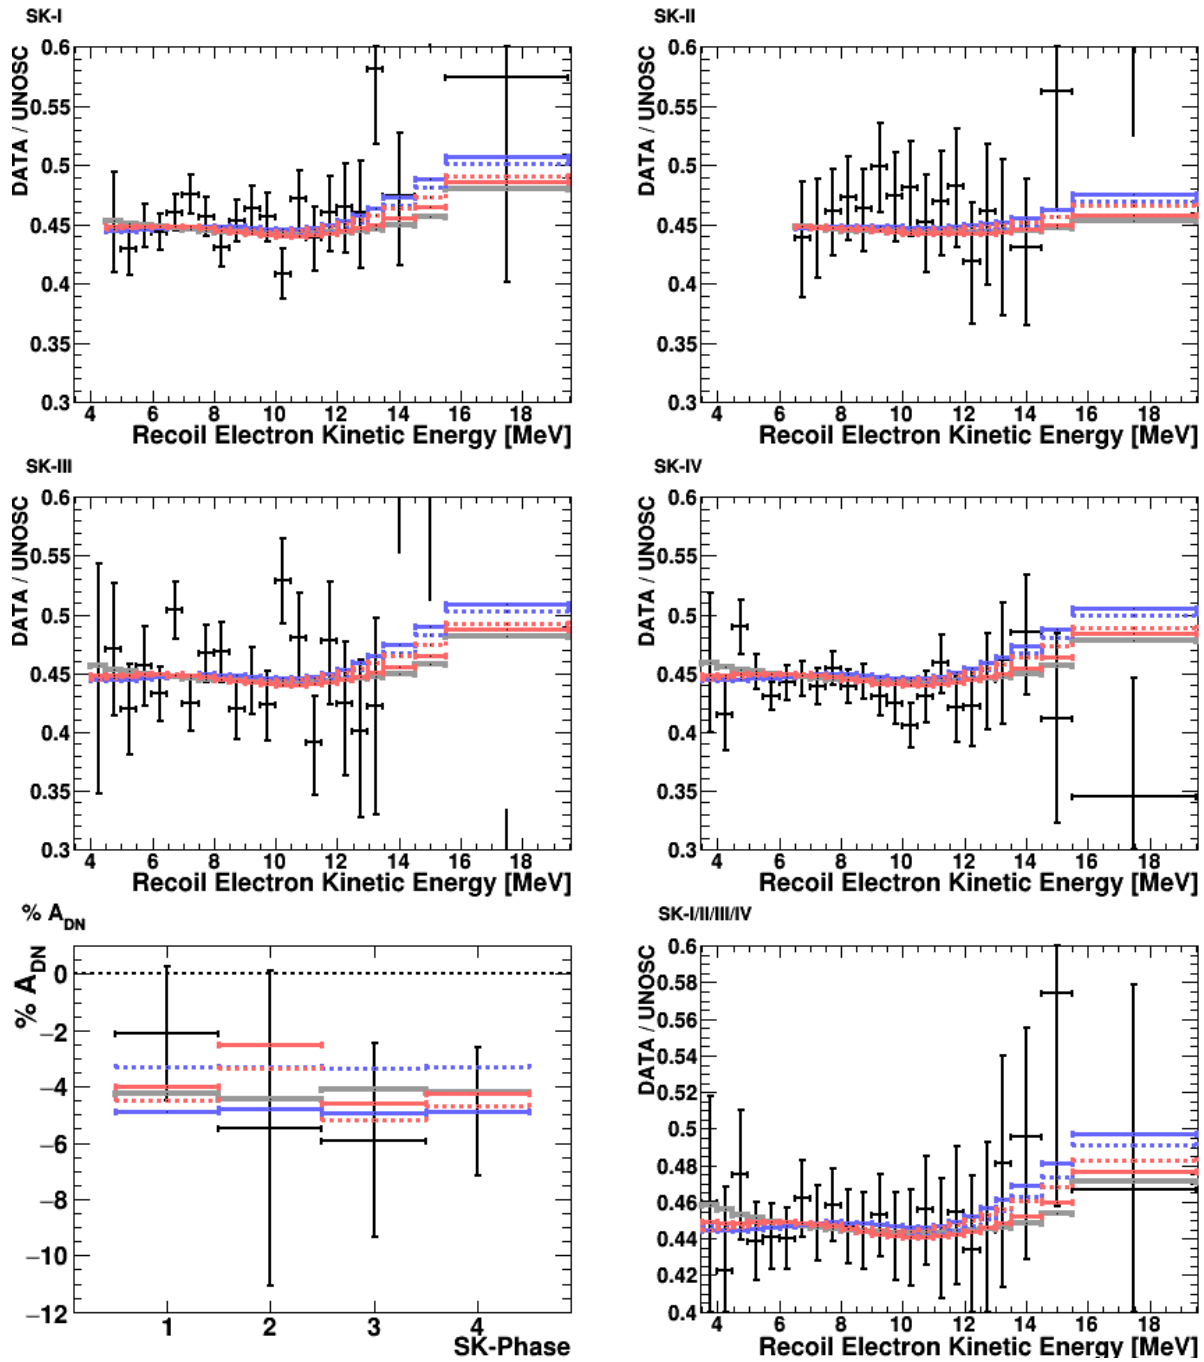 SK-I
DATA / UNOSC
0.6
0.55
0.5
0.45
0.4
0.35
0.3
4 6 8 10 12 14 16 18
Recoil Electron Kinetic Energy [MeV]
SK-II
DATA / UNOSC
0.6
0.55
0.5
0.45
0.4
0.35
0.3
4 6 8 10 12 14 16 18
Recoil Electron Kinetic Energy [MeV]
SK-III
DATA / UNOSC
0.6
0.55
0.5
0.45
0.4
0.35
0.3
4 6 8 10 12 14 16 18
Recoil Electron Kinetic Energy [MeV]
SK-IV
DATA / UNOSC
0.6
0.55
0.5
0.45
0.4
0.35
0.3
4 6 8 10 12 14 16 18
Recoil Electron Kinetic Energy [MeV]
% A_DN
% A_DN
0
−2
−4
−6
−8
−10
−12
1 2 3 4
SK-Phase
SK-I/II/III/IV
DATA / UNOSC
0.6
0.58
0.56
0.54
0.52
0.5
0.48
0.46
0.44
0.42
0.4
4 6 8 10 12 14 16 18
Recoil Electron Kinetic Energy [MeV]